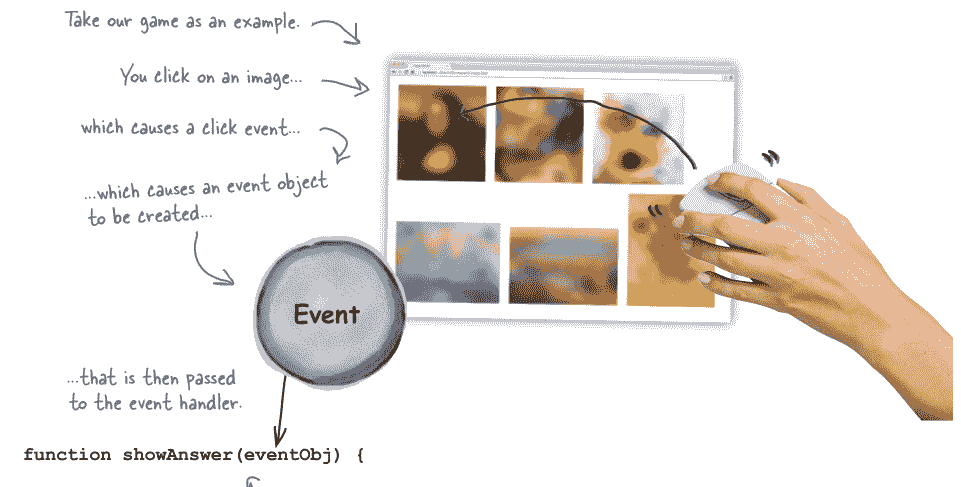 Take our game as an example.
You click on an image...
which causes a click event...
...which causes an event object
to be created...
Event
...that is then passed
to the event handler.
function showAnswer(eventObj) {